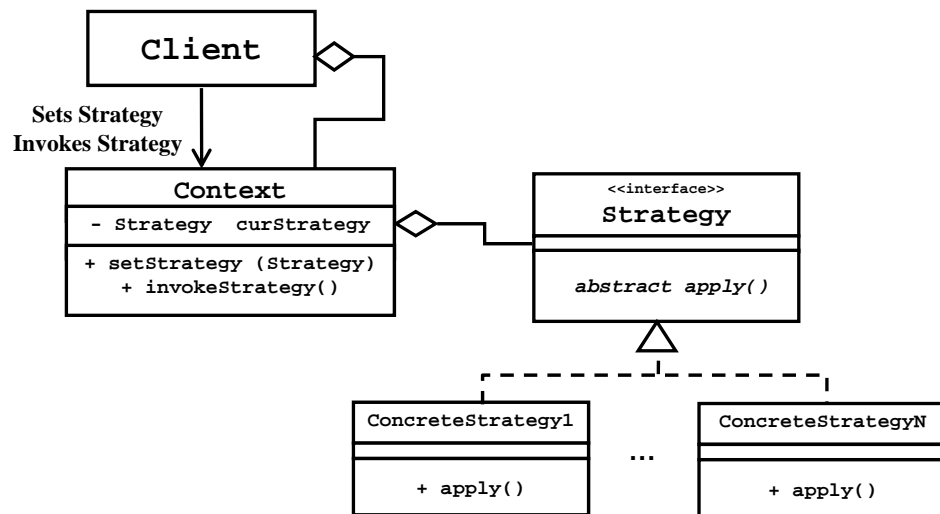 Client
Sets Strategy
Invokes Strategy
Context
- Strategy curStrategy
+ setStrategy (Strategy)
+ invokeStrategy()
<<interface>>
Strategy
abstract apply()
ConcreteStrategy1
+ apply()
...
ConcreteStrategyN
+ apply()